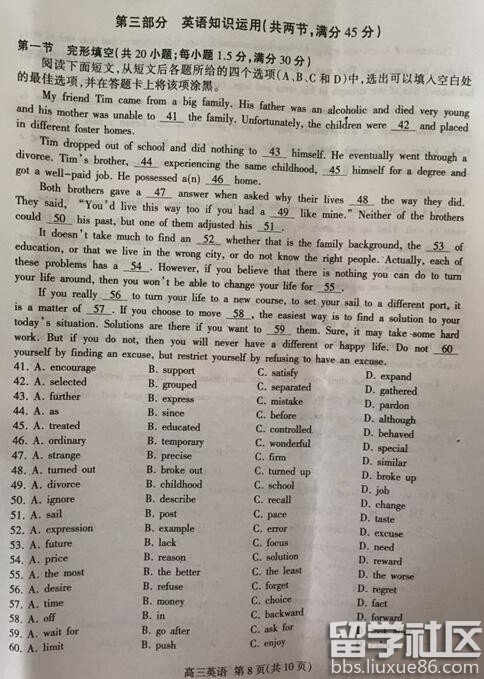 第三部分 英语知识运用(共两节,满分 45 分)
第一节 完形填空(共 20 小题;每小题 1.5 分,满分 30 分)
阅读下面短文,从短文后各题所给的四个选项(A、B、C 和 D)中,选出可以填入空白处
的最佳选项,并在答题卡上将该项涂黑。
My friend Tim came from a big family. His father was an alcoholic and died very young
and his mother was unable to 41 the family. Unfortunately, the children were 42 and placed
in different foster homes.
Tim dropped out of school and did nothing to 43 himself. He eventually went through a
divorce. Tim's brother, 44 experiencing the same childhood, 45 himself for a degree and
got a well-paid job. He possessed a(n) 46 home.
Both brothers gave a 47 answer when asked why their lives 48 the way they did.
They said, "You'd live this way too if you had a 49 like mine." Neither of the brothers
could 50 his past, but one of them adjusted his 51 .
It doesn't take much to find an 52 whether that is the family background, the 53 of
education, or that we live in the wrong city, or do not know the right people. Actually, each of
these problems has a 54 . However, if you believe that there is nothing you can do to turn
your life around, then you won't be able to change your life for 55 .
If you really 56 to turn your life to a new course, to set your sail to a different port, it
is a matter of 57 . If you choose to move 58 , the easiest way is to find a solution to your
today's situation. Solutions are there if you want to 59 them. Sure, it may take some hard
work. But if you do not, then you will never have a different or happy life. Do not 60
yourself by finding an excuse, but restrict yourself by refusing to have an excuse.
41. A. encourage B. support C. satisfy D. expand
42. A. selected B. grouped C. separated D. gathered
43. A. further B. express C. mistake D. pardon
44. A. as B. since C. before D. although
45. A. treated B. educated C. controlled D. behaved
46. A. ordinary B. temporary C. wonderful D. special
47. A. strange B. precise C. firm D. similar
48. A. turned out B. broke out C. turned up D. broke up
49. A. divorce B. childhood C. school D. job
50. A. ignore B. describe C. recall D. change
51. A. sail B. post C. pace D. taste
52. A. expression B. example C. error D. excuse
53. A. future B. lack C. focus D. need
54. A. price B. reason C. solution D. reward
55. A. the most B. the better C. the least D. the worse
56. A. desire B. refuse C. forget D. regret
57. A. time B. money C. choice D. fact
58. A. off B. in C. backward D. forward
59. A. wait for B. go after C. ask for
60. A. limit B. push C. enjoy
高三英语 第 8 页(共 10 页)
留学社区
bbs.liuxue86.com